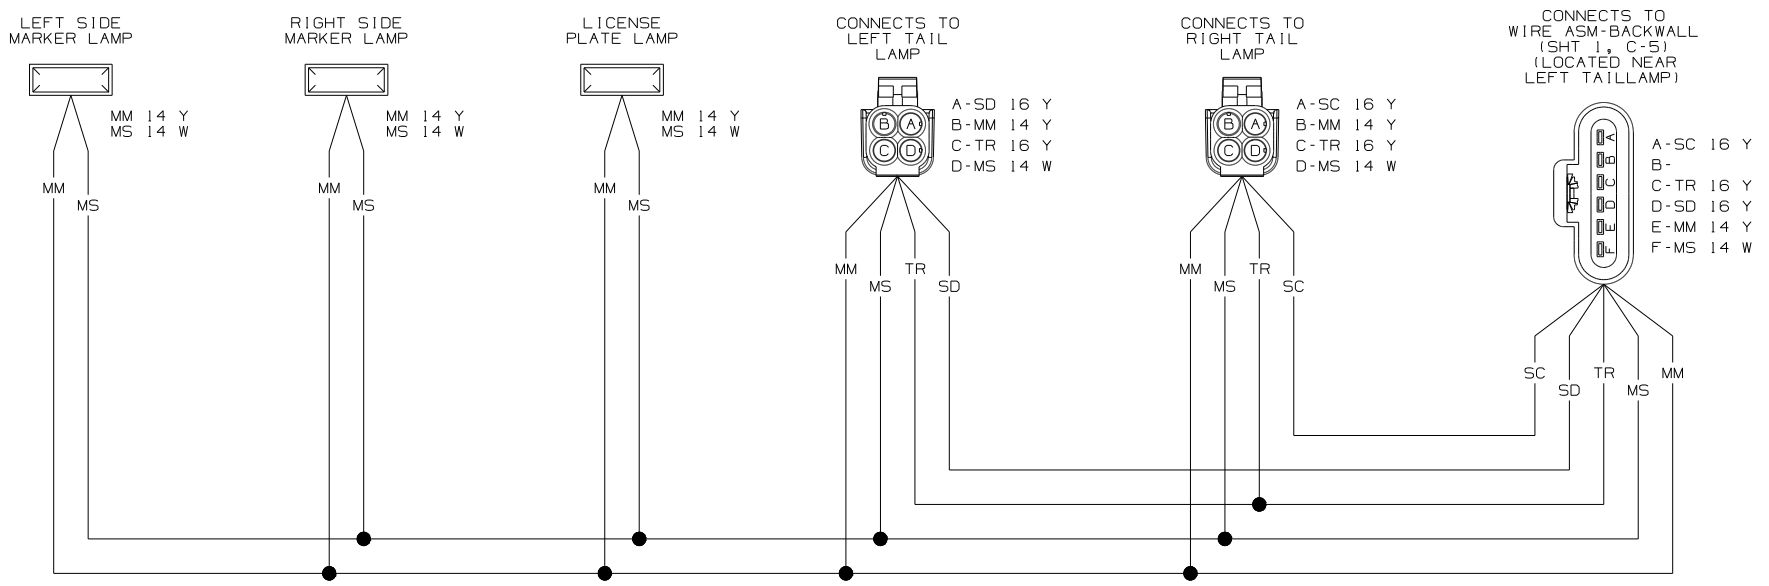 LEFT SIDE
MARKER LAMP
MM 14 Y
MS 14 W
MM
MS
RIGHT SIDE
MARKER LAMP
MM 14 Y
MS 14 W
MM
MS
LICENSE
PLATE LAMP
MM 14 Y
MS 14 W
MM
MS
CONNECTS TO
LEFT TAIL
LAMP
B A
C D
A-SD 16 Y
B-MM 14 Y
C-TR 16 Y
D-MS 14 W
MM
MS
TR
SD
CONNECTS TO
RIGHT TAIL
LAMP
B A
C D
A-SC 16 Y
B-MM 14 Y
C-TR 16 Y
D-MS 14 W
MM
MS
TR
SC
CONNECTS TO
WIRE ASM-BACKWALL
(SHT 1, C-5)
(LOCATED NEAR
LEFT TAILLAMP)
A
B
C
D
E
F
A-SC 16 Y
B-
C-TR 16 Y
D-SD 16 Y
E-MM 14 Y
F-MS 14 W
SC
SD
TR
MS
MM